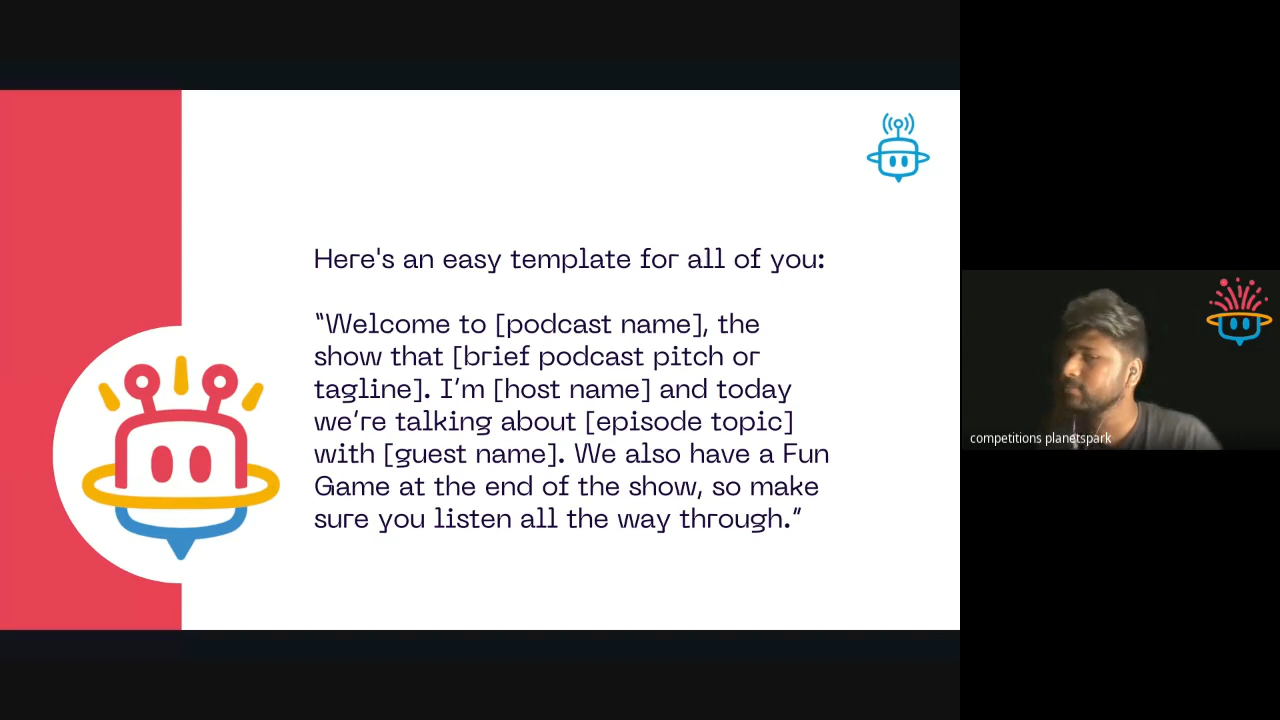 Here's an easy template for all of you:
“Welcome to [podcast name], the
show that [brief podcast pitch or
tagline]. I’m [host name] and today
we’re talking about [episode topic]
with [guest name]. We also have a Fun
Game at the end of the show, so make
sure you listen all the way through.”
competitions planetspark